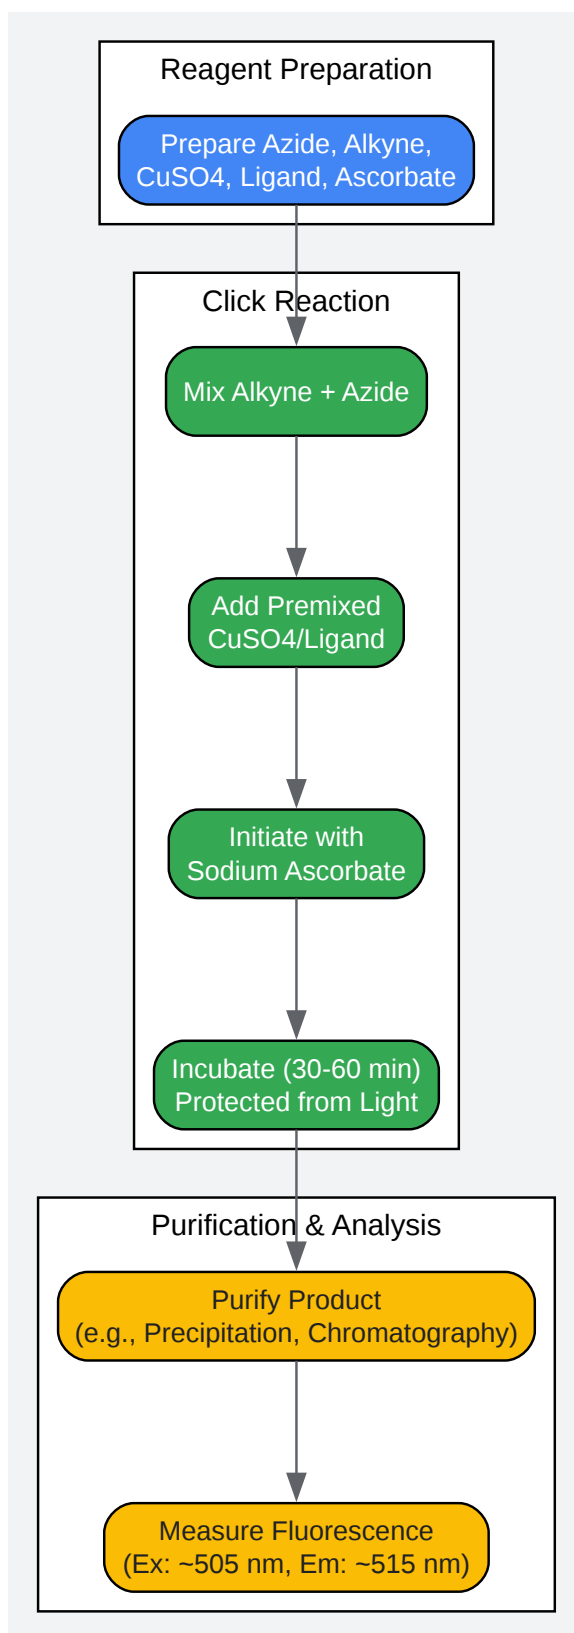 Reagent Preparation
Prepare Azide, Alkyne,
CuSO4, Ligand, Ascorbate
Click Reaction
Mix Alkyne + Azide
Add Premixed
CuSO4/Ligand
Initiate with
Sodium Ascorbate
Incubate (30-60 min)
Protected from Light
Purification & Analysis
Purify Product
(e.g., Precipitation, Chromatography)
Measure Fluorescence
(Ex: ~505 nm, Em: ~515 nm)